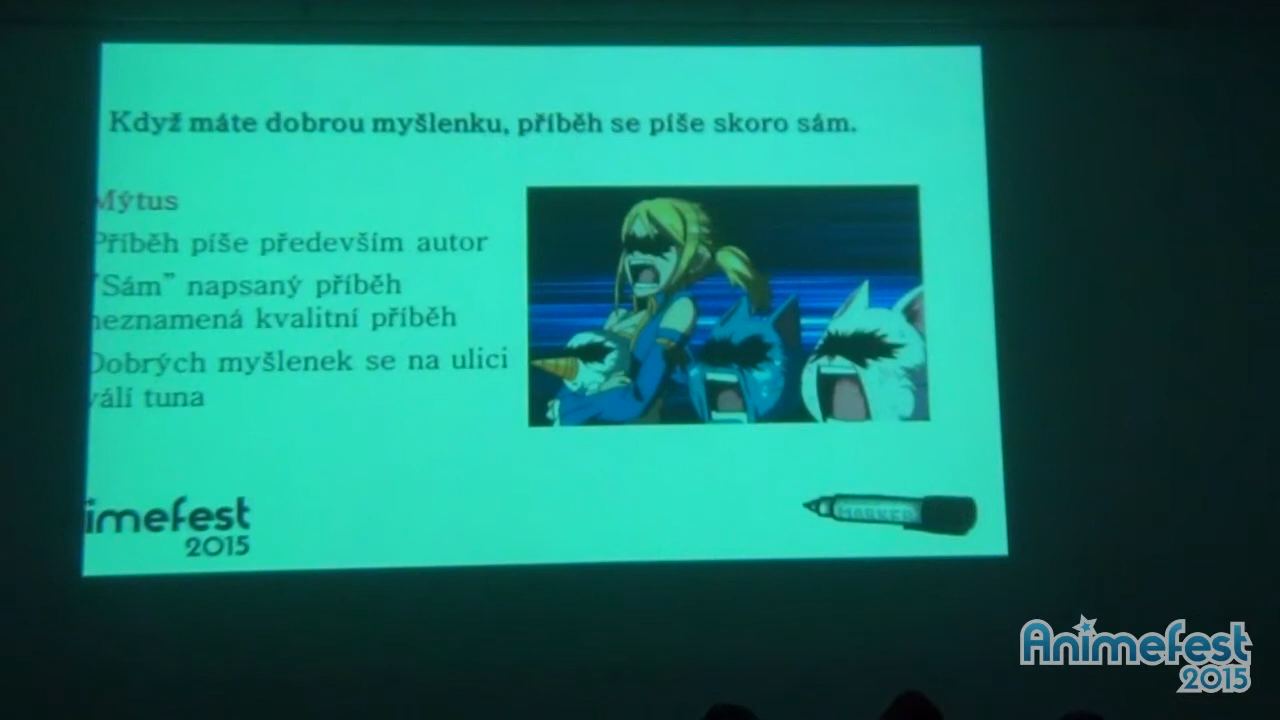 Když máte dobrou myšlenku, příběh se píše skoro sám.
Mýtus
Příběh píše především autor
"Sám" napsaný příběh
neznamená kvalitní příběh
Dobrých myšlenek se na ulici
válí tuna
imefest
2015
MARKER
Animefest
2015